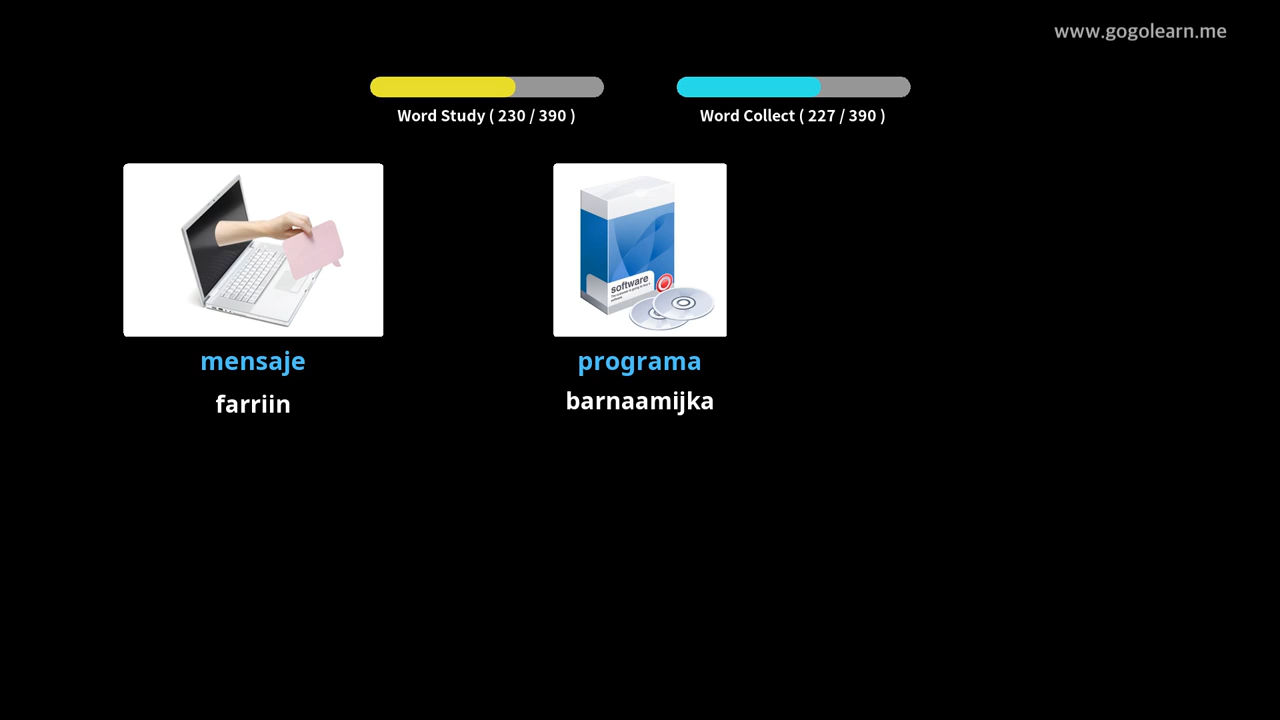 www.gogolearn.me
Word Study ( 230 / 390 )
Word Collect ( 227 / 390 )
software
mensaje
programa
farriin
barnaamijka